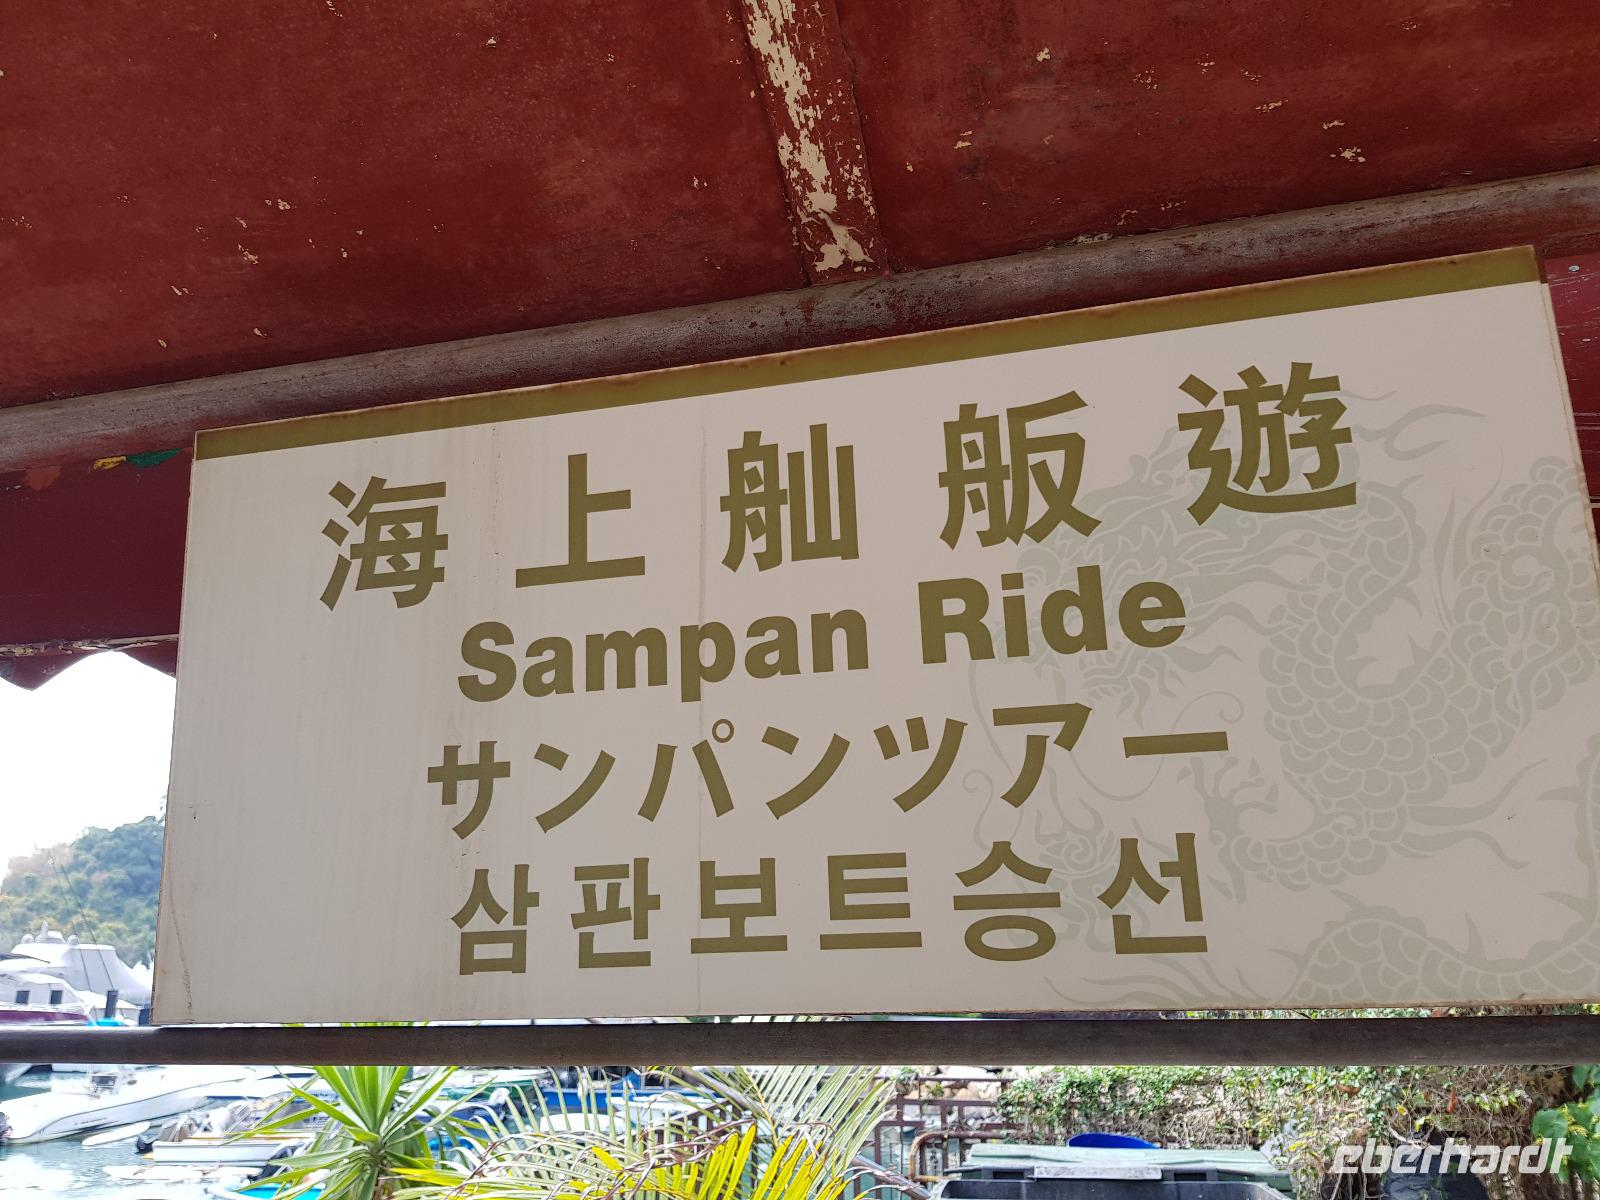 海上舢舨遊
Sampan Ride
サンパンツアー
삼판보트승선
eberhardt